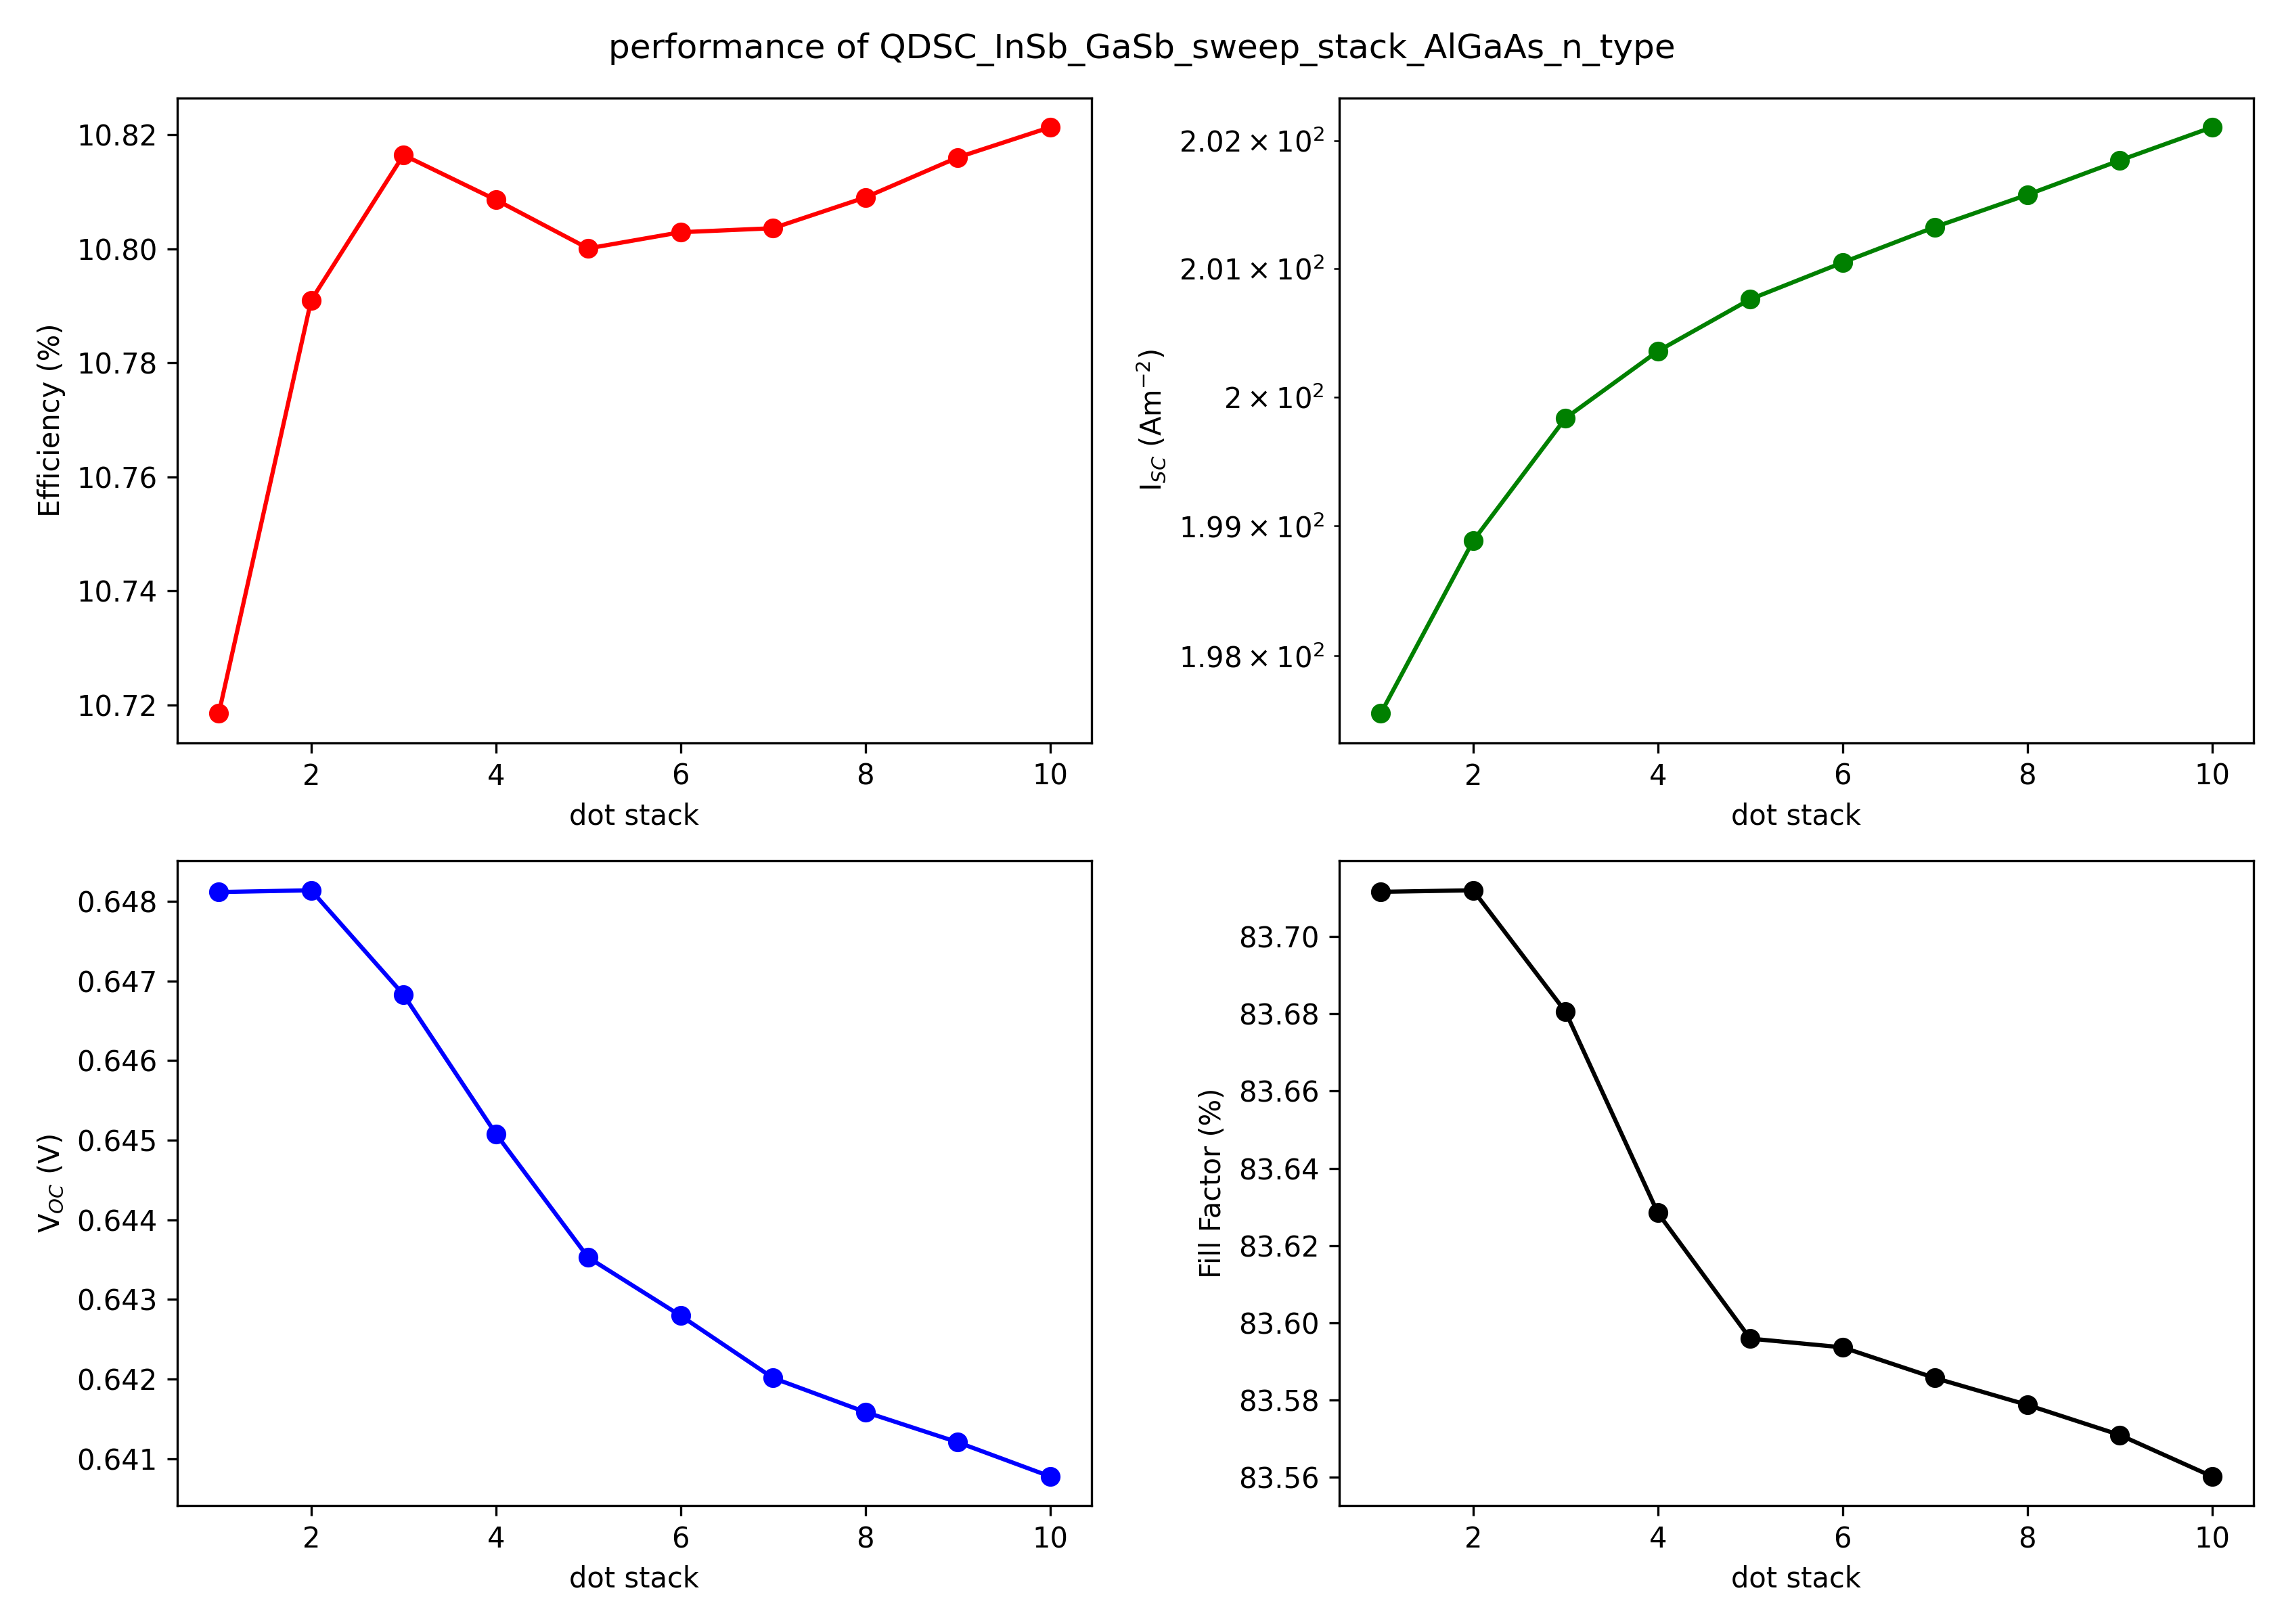 performance of QDSC_InSb_GaSb_sweep_stack_AlGaAs_n_type
Efficiency (%)
10.82
10.80
10.78
10.76
10.74
10.72
2 4 6 8 10
dot stack
I_SC (Am⁻²)
2.02 × 10²
2.01 × 10²
2 × 10²
1.99 × 10²
1.98 × 10²
2 4 6 8 10
dot stack
V_OC (V)
0.648
0.647
0.646
0.645
0.644
0.643
0.642
0.641
2 4 6 8 10
dot stack
Fill Factor (%)
83.70
83.68
83.66
83.64
83.62
83.60
83.58
83.56
2 4 6 8 10
dot stack